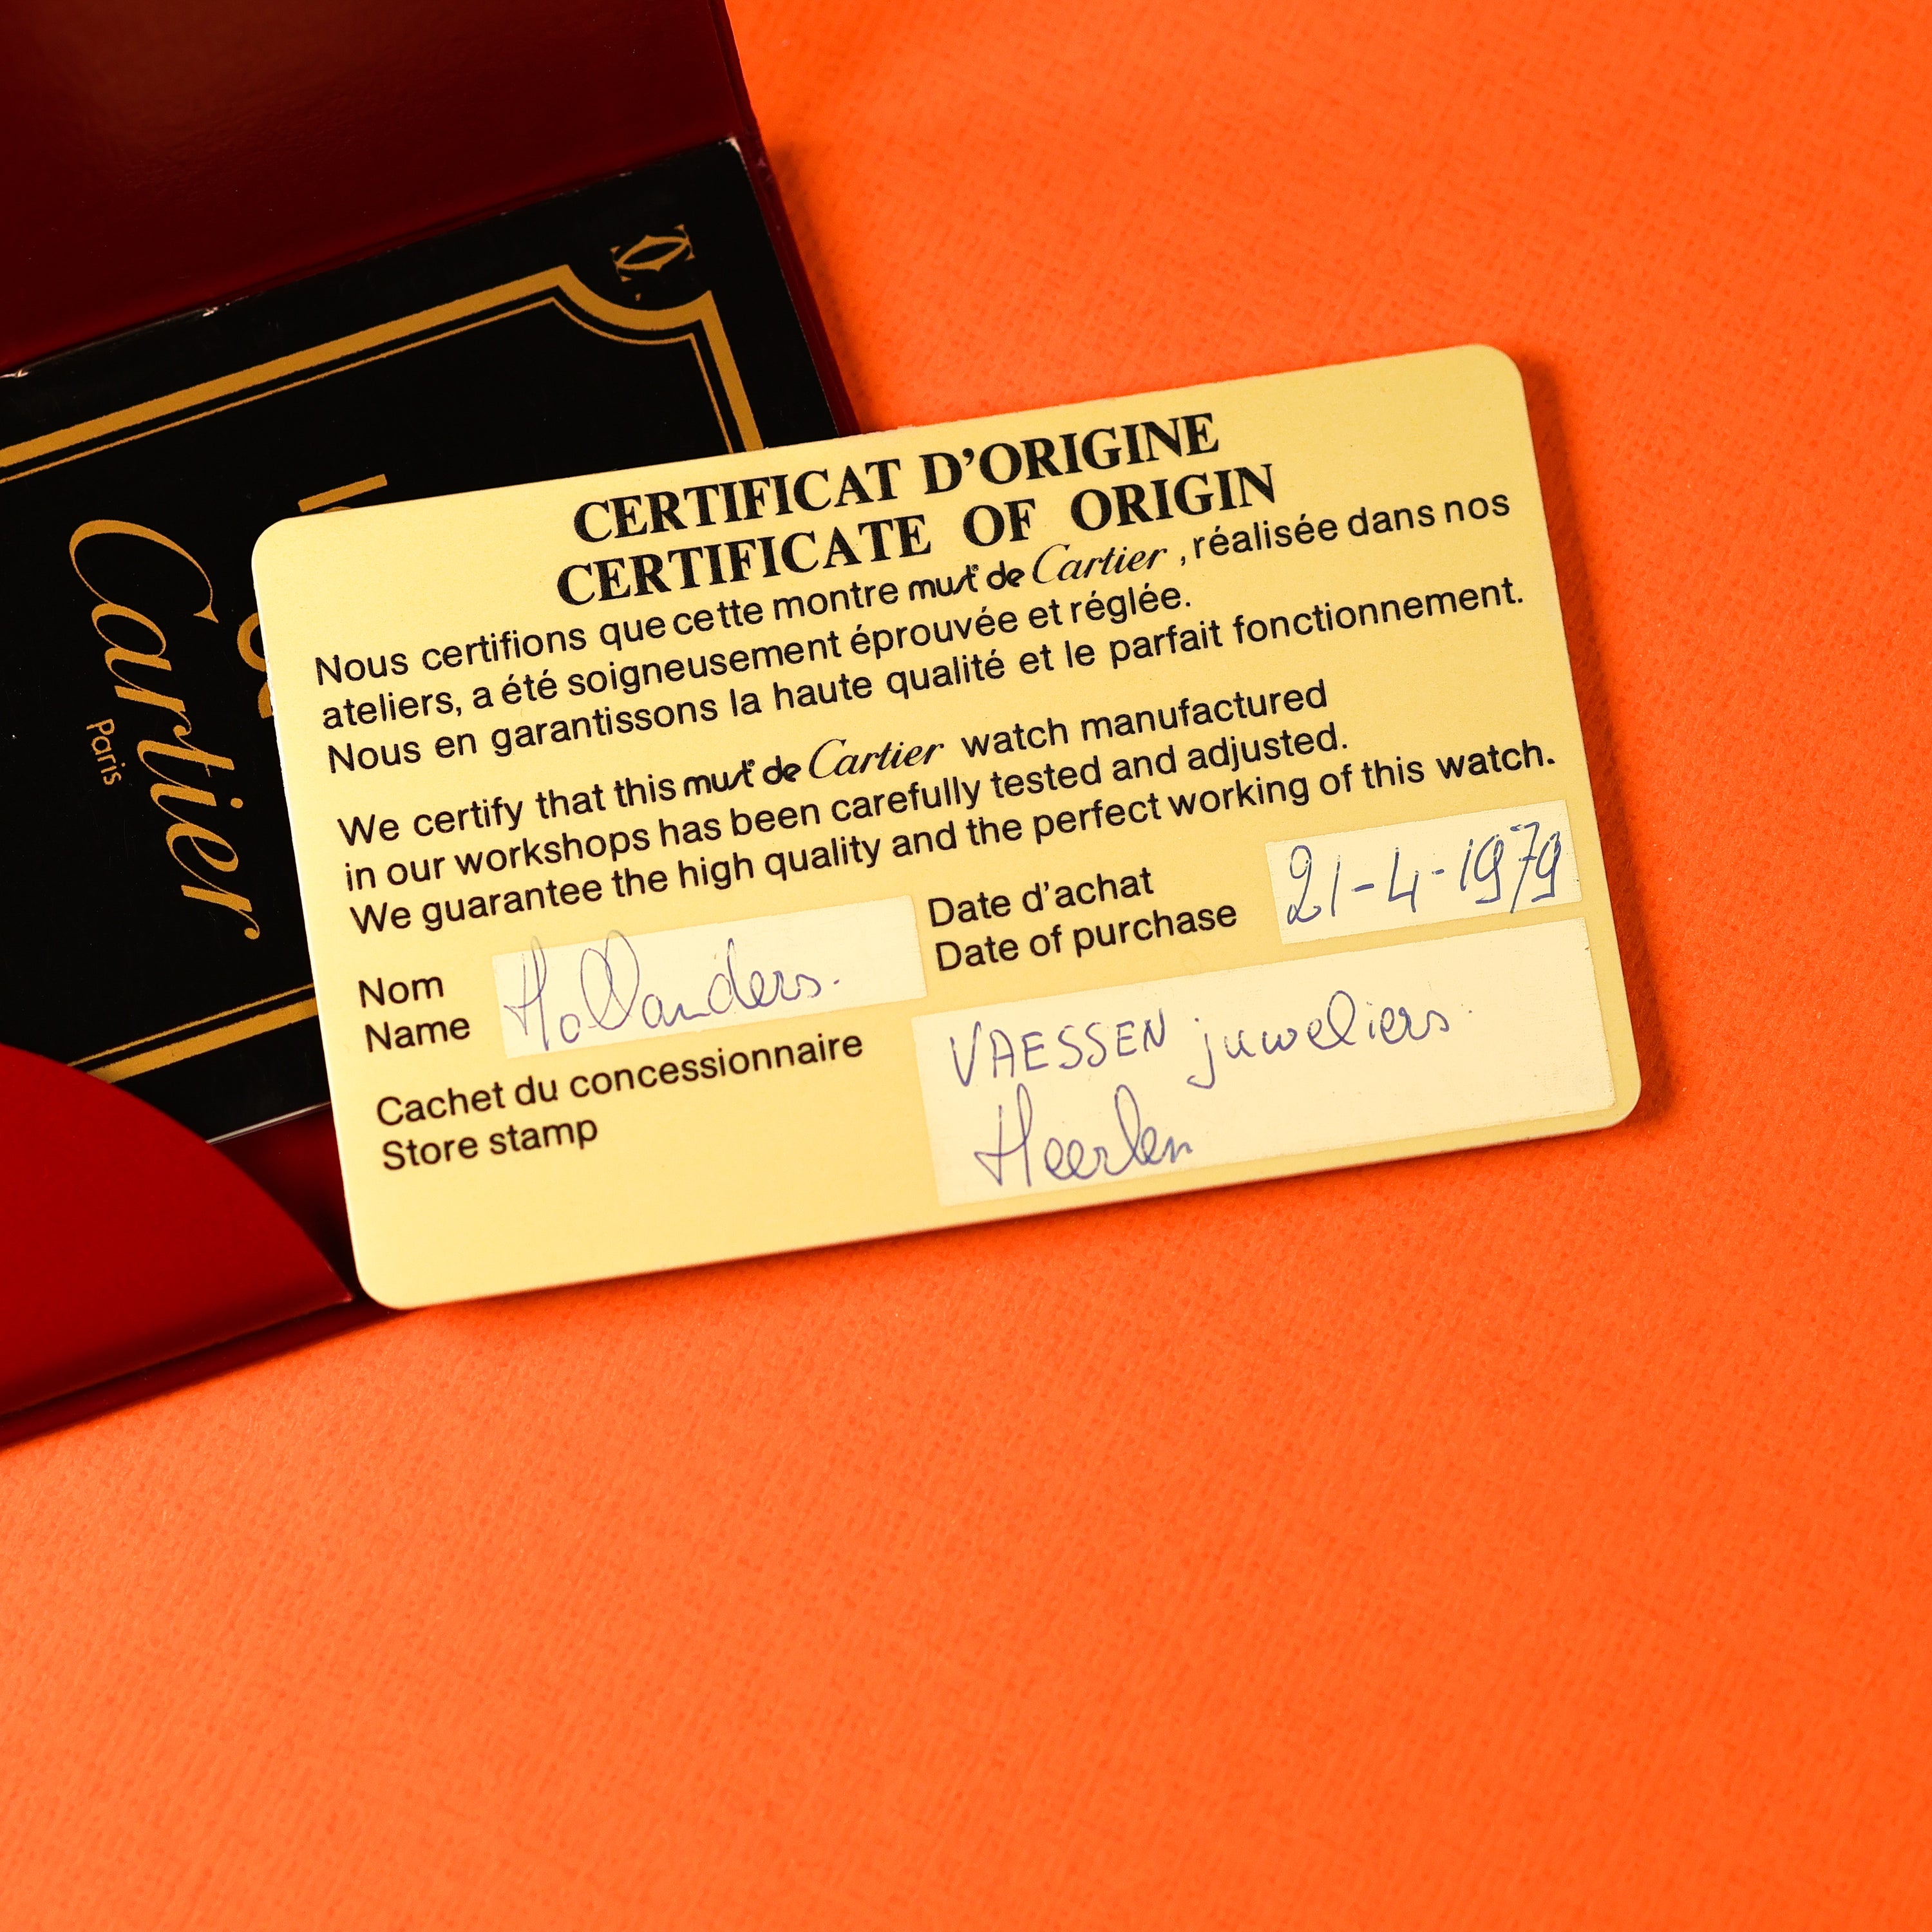 CERTIFICAT D'ORIGINE
CERTIFICATE OF ORIGIN
Nous certifions que cette montre must de Cartier, réalisée dans nos
ateliers, a été soigneusement éprouvée et réglée.
Nous en garantissons la haute qualité et le parfait fonctionnement.
We certify that this must de Cartier watch manufactured
in our workshops has been carefully tested and adjusted.
We guarantee the high quality and the perfect working of this watch.
Nom
Name
Hollanders.
Date d'achat
Date of purchase
21-4-1979
Cachet du concessionnaire
Store stamp
VAESSEN juweliers
Heerlen
Cartier
Paris